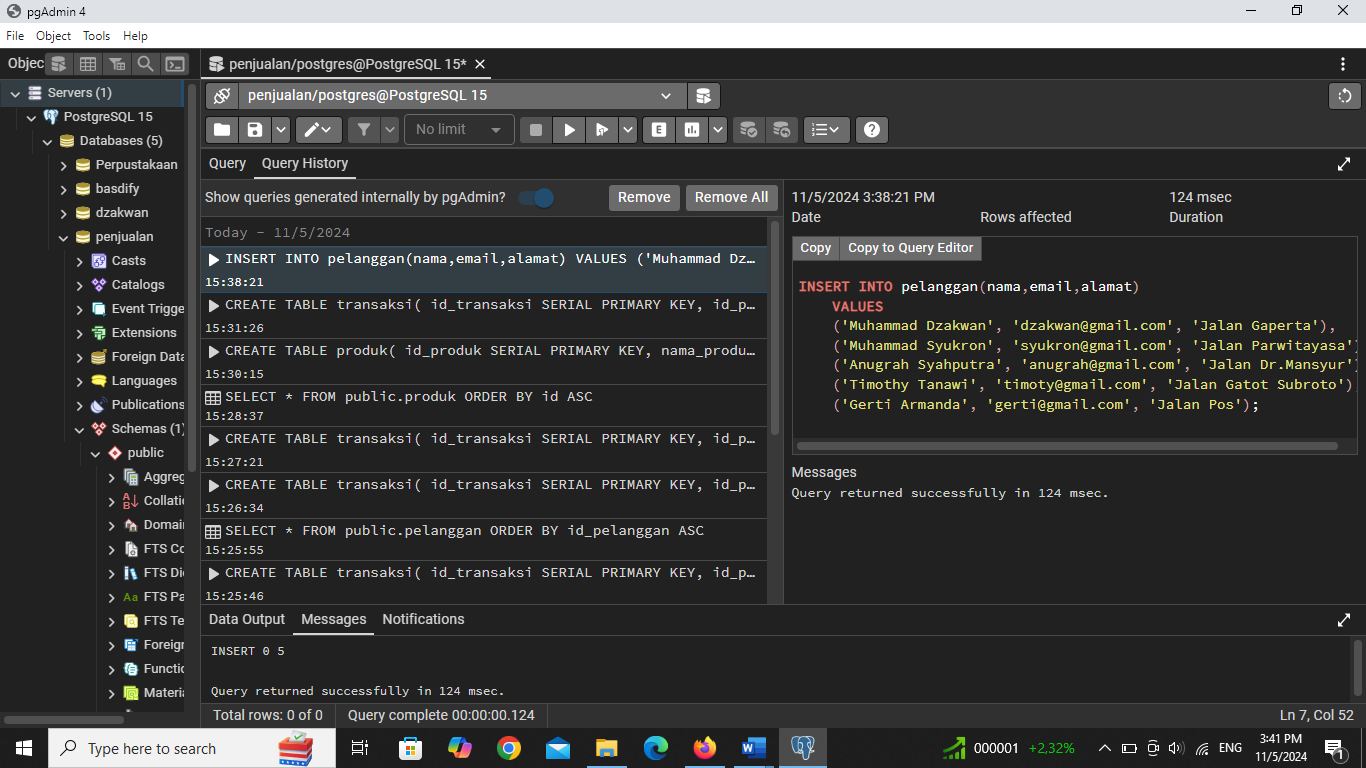 pgAdmin 4
File Object Tools Help
Objec
penjualan/postgres@PostgreSQL 15*
Servers (1)
PostgreSQL 15
Databases (5)
Perpustakaan
basdify
dzakwan
penjualan
Casts
Catalogs
Event Trigge
Extensions
Foreign Data
Languages
Publications
Schemas (1)
public
Aggreg
Collatic
Domai
FTS Co
FTS Di
Aa FTS Pa
FTS Te
Foreigr
Functic
Materia
penjualan/postgres@PostgreSQL 15
No limit
E
Query Query History
Show queries generated internally by pgAdmin?
Remove Remove All
Today - 11/5/2024
INSERT INTO pelanggan(nama,email,alamat) VALUES ('Muhammad Dz…
15:38:21
CREATE TABLE transaksi( id_transaksi SERIAL PRIMARY KEY, id_p…
15:31:26
CREATE TABLE produk( id_produk SERIAL PRIMARY KEY, nama_produ…
15:30:15
SELECT * FROM public.produk ORDER BY id ASC
15:28:37
CREATE TABLE transaksi( id_transaksi SERIAL PRIMARY KEY, id_p…
15:27:21
CREATE TABLE transaksi( id_transaksi SERIAL PRIMARY KEY, id_p…
15:26:34
SELECT * FROM public.pelanggan ORDER BY id_pelanggan ASC
15:25:55
CREATE TABLE transaksi( id_transaksi SERIAL PRIMARY KEY, id_p…
15:25:46
11/5/2024 3:38:21 PM 124 msec
Date Rows affected Duration
Copy Copy to Query Editor
INSERT INTO pelanggan(nama,email,alamat)
VALUES
('Muhammad Dzakwan', 'dzakwan@gmail.com', 'Jalan Gaperta'),
('Muhammad Syukron', 'syukron@gmail.com', 'Jalan Parwitayasa')
('Anugrah Syahputra', 'anugrah@gmail.com', 'Jalan Dr.Mansyur')
('Timothy Tanawi', 'timoty@gmail.com', 'Jalan Gatot Subroto')
('Gerti Armanda', 'gerti@gmail.com', 'Jalan Pos');
Messages
Query returned successfully in 124 msec.
Data Output Messages Notifications
INSERT 0 5
Query returned successfully in 124 msec.
Total rows: 0 of 0 Query complete 00:00:00.124 Ln 7, Col 52
Type here to search
000001 +2,32%
ENG
3:41 PM
11/5/2024
1